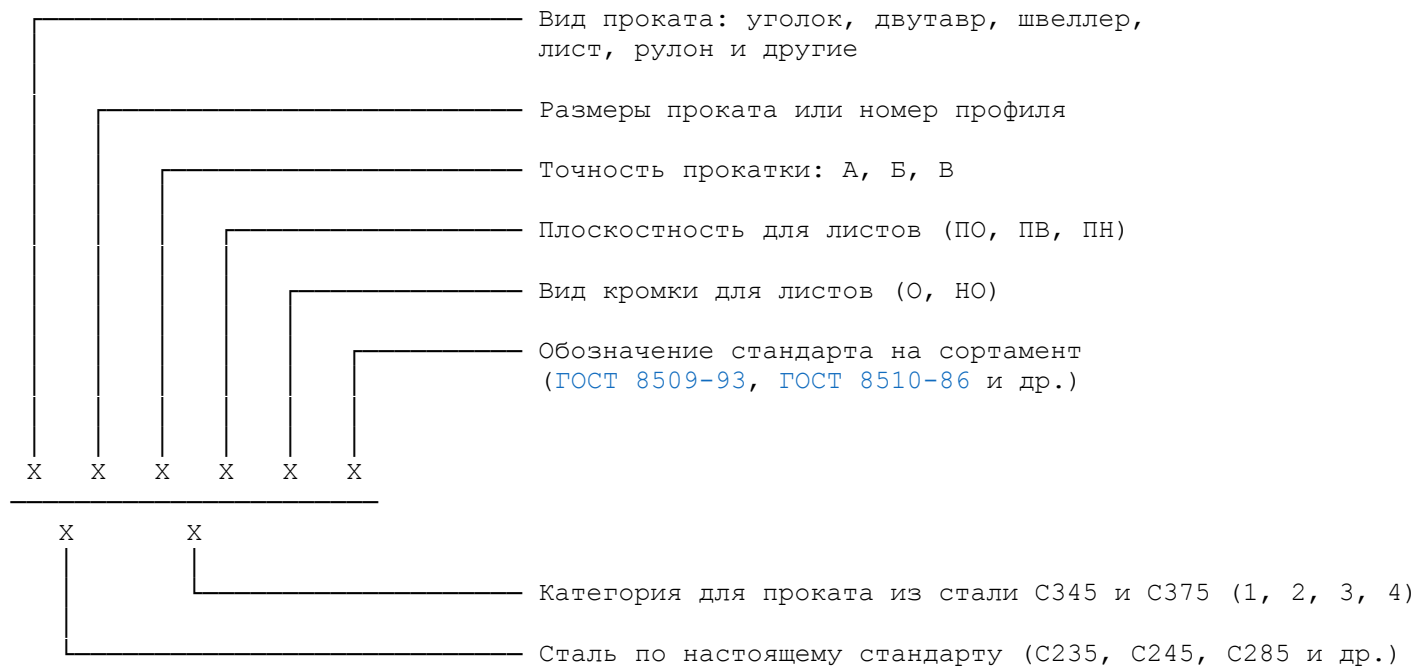 Вид проката: уголок, двутавр, швеллер,
лист, рулон и другие
Размеры проката или номер профиля
Точность прокатки: А, Б, В
Плоскостность для листов (ПО, ПВ, ПН)
Вид кромки для листов (О, НО)
Обозначение стандарта на сортамент
(ГОСТ 8509-93, ГОСТ 8510-86 и др.)
Х Х Х Х Х Х
Х Х
Категория для проката из стали С345 и С375 (1, 2, 3, 4)
Сталь по настоящему стандарту (С235, С245, С285 и др.)